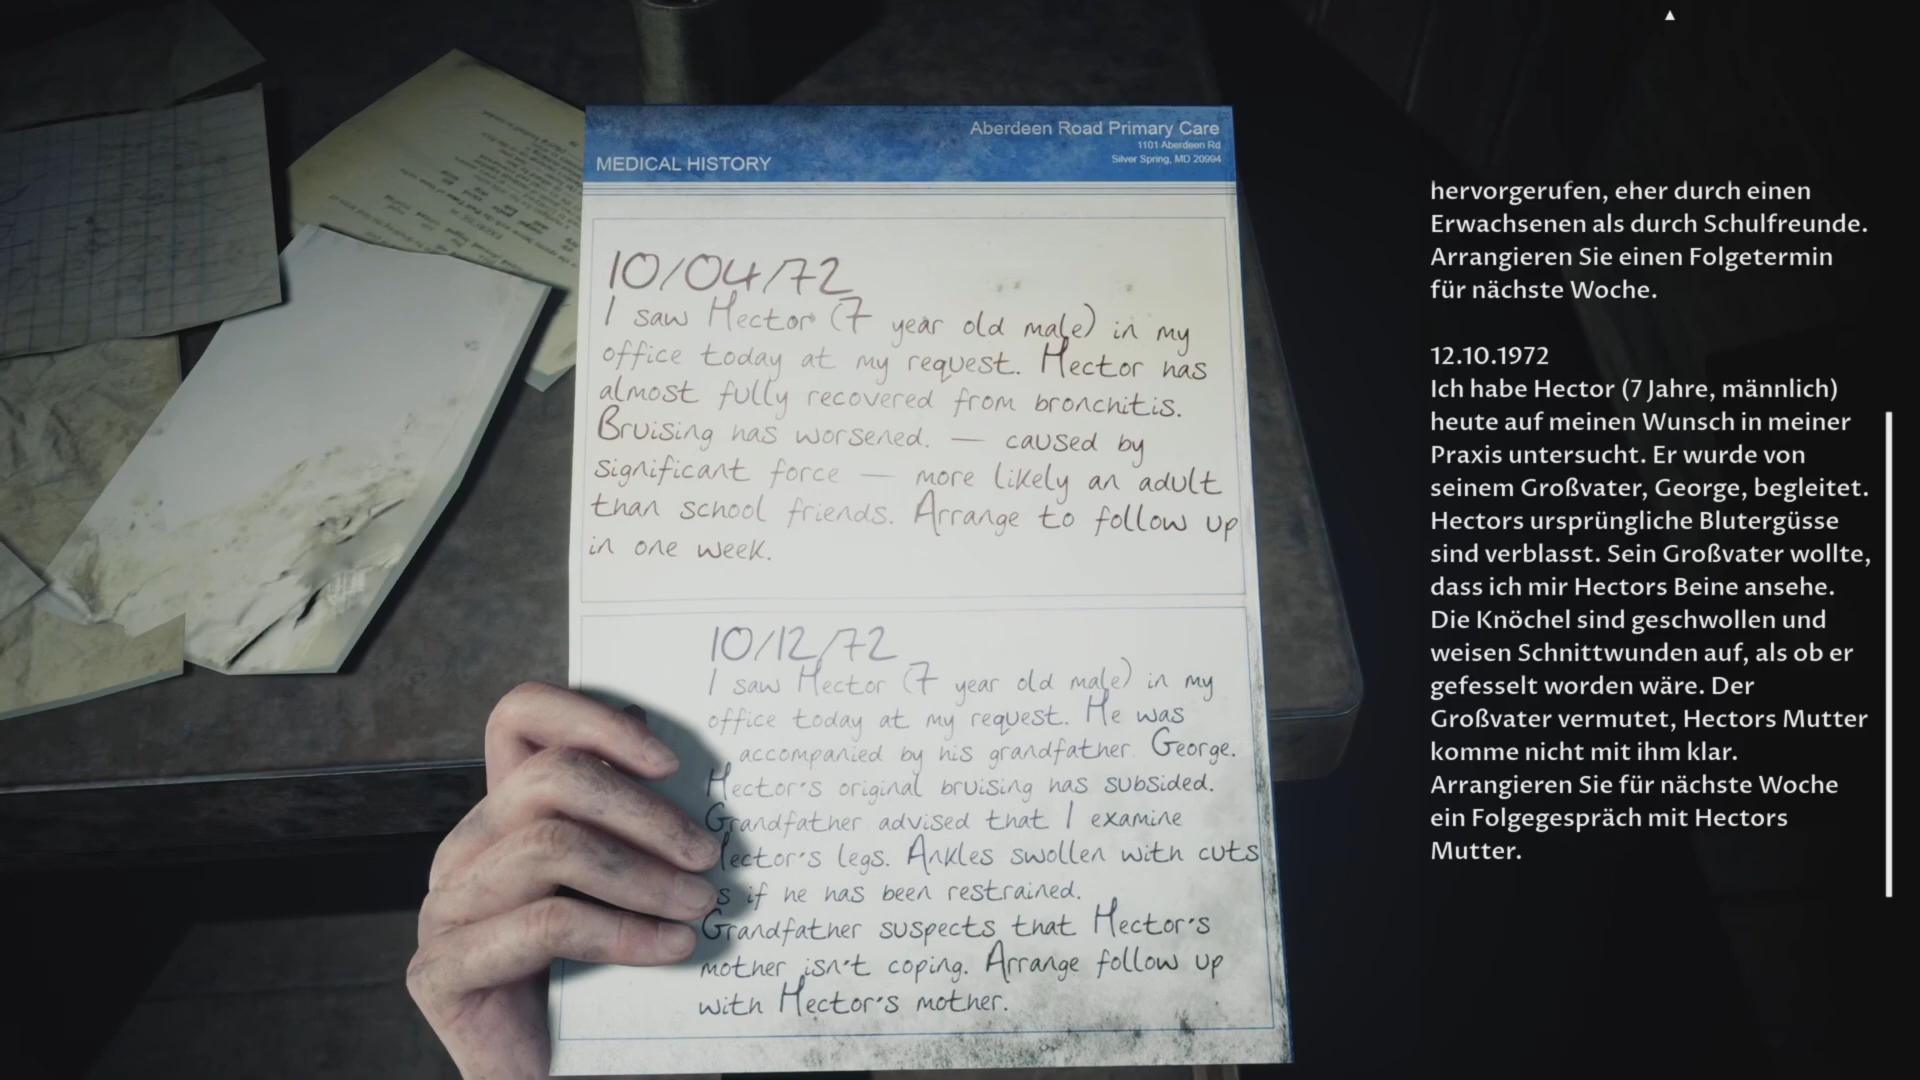 Aberdeen Road Primary Care
1101 Aberdeen Rd
Silver Spring, MD 20994
MEDICAL HISTORY
10/04/72
I saw Hector (7 year old male) in my
office today at my request. Hector has
almost fully recovered from bronchitis.
Bruising has worsened. — caused by
significant force — more likely an adult
than school friends. Arrange to follow up
in one week.
10/12/72
I saw Hector (7 year old male) in my
office today at my request. He was
accompanied by his grandfather George.
Hector's original bruising has subsided.
Grandfather advised that I examine
Hector's legs. Ankles swollen with cuts
s if he has been restrained.
Grandfather suspects that Hector's
mother isn't coping. Arrange follow up
with Hector's mother.
hervorgerufen, eher durch einen
Erwachsenen als durch Schulfreunde.
Arrangieren Sie einen Folgetermin
für nächste Woche.
12.10.1972
Ich habe Hector (7 Jahre, männlich)
heute auf meinen Wunsch in meiner
Praxis untersucht. Er wurde von
seinem Großvater, George, begleitet.
Hectors ursprüngliche Blutergüsse
sind verblasst. Sein Großvater wollte,
dass ich mir Hectors Beine ansehe.
Die Knöchel sind geschwollen und
weisen Schnittwunden auf, als ob er
gefesselt worden wäre. Der
Großvater vermutet, Hectors Mutter
komme nicht mit ihm klar.
Arrangieren Sie für nächste Woche
ein Folgegespräch mit Hectors
Mutter.